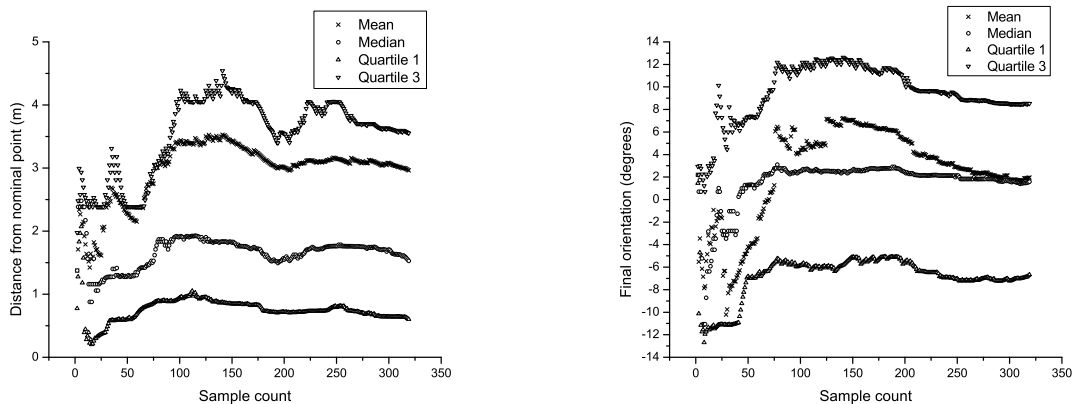 Mean
Median
Quartile 1
Quartile 3
5
4
3
2
1
0
Distance from nominal point (m)
0 50 100 150 200 250 300 350
Sample count
Mean
Median
Quartile 1
Quartile 3
14
12
10
8
6
4
2
0
-2
-4
-6
-8
-10
-12
-14
Final orientation (degrees)
0 50 100 150 200 250 300 350
Sample count